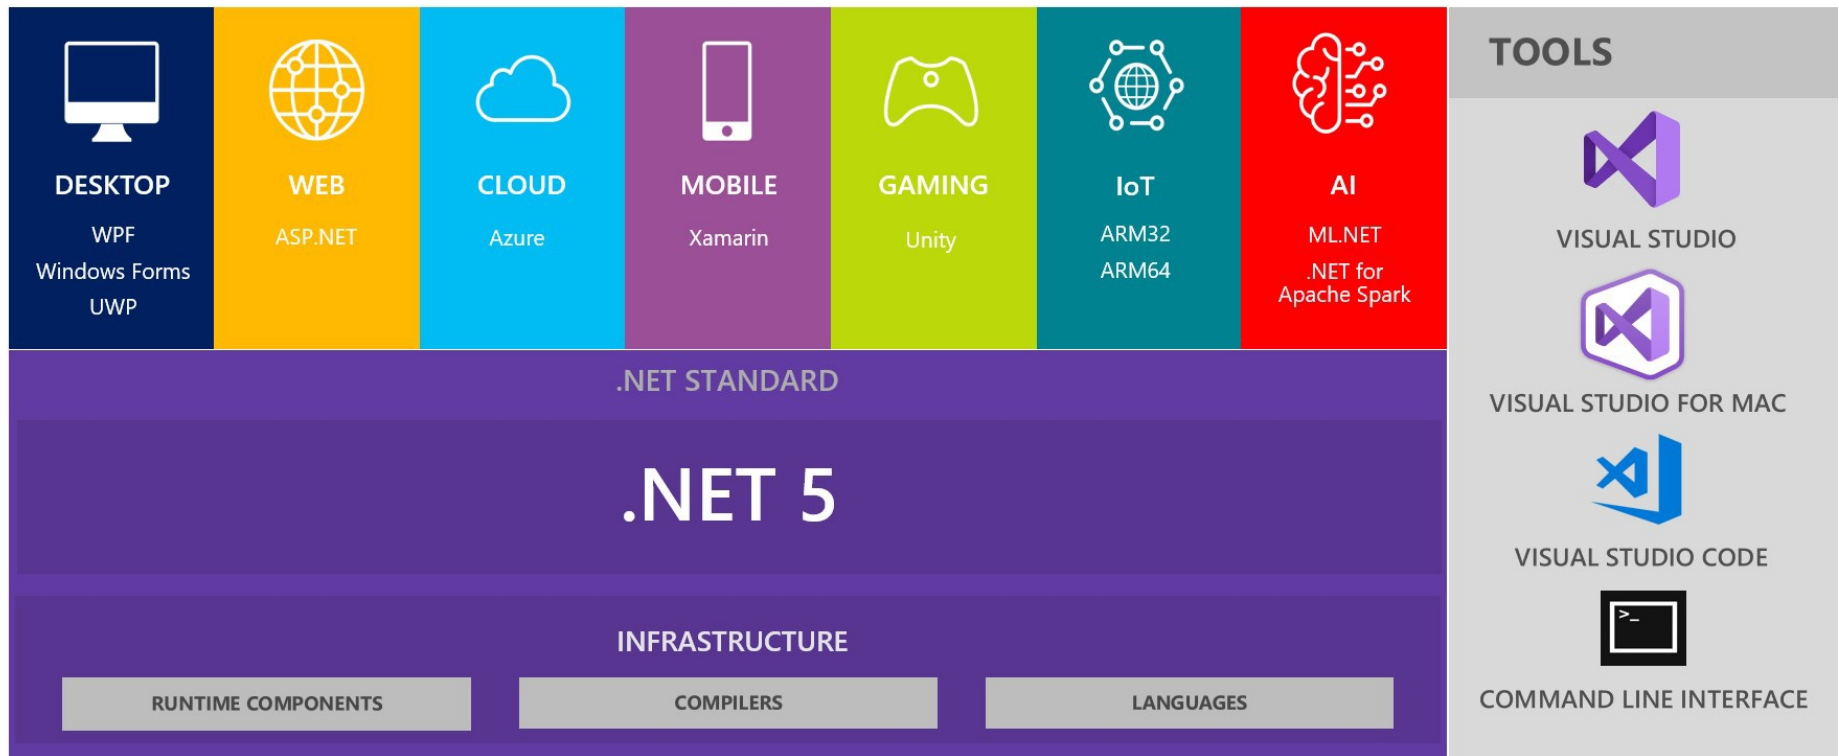 DESKTOP
WPF
Windows Forms
UWP
WEB
ASP.NET
CLOUD
Azure
MOBILE
Xamarin
GAMING
Unity
IoT
ARM32
ARM64
AI
ML.NET
.NET for
Apache Spark
.NET STANDARD
.NET 5
INFRASTRUCTURE
RUNTIME COMPONENTS
COMPILERS
LANGUAGES
TOOLS
VISUAL STUDIO
VISUAL STUDIO FOR MAC
VISUAL STUDIO CODE
>_
COMMAND LINE INTERFACE